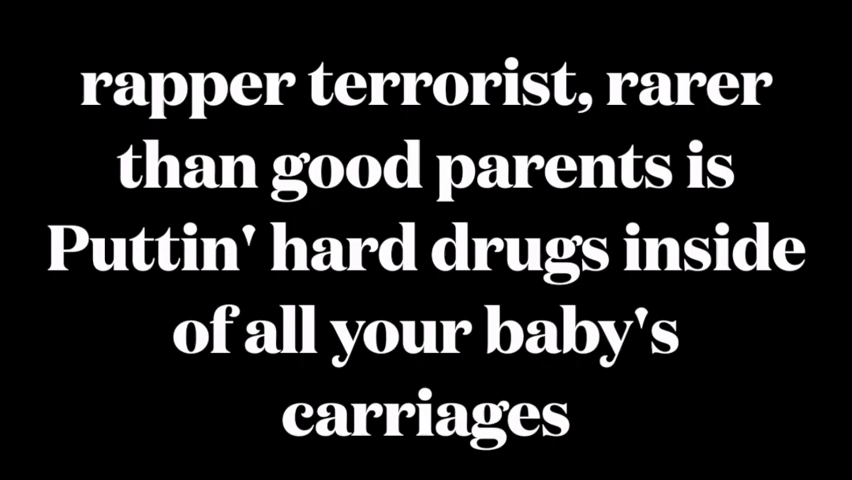 rapper terrorist, rarer
than good parents is
Puttin' hard drugs inside
of all your baby's
carriages